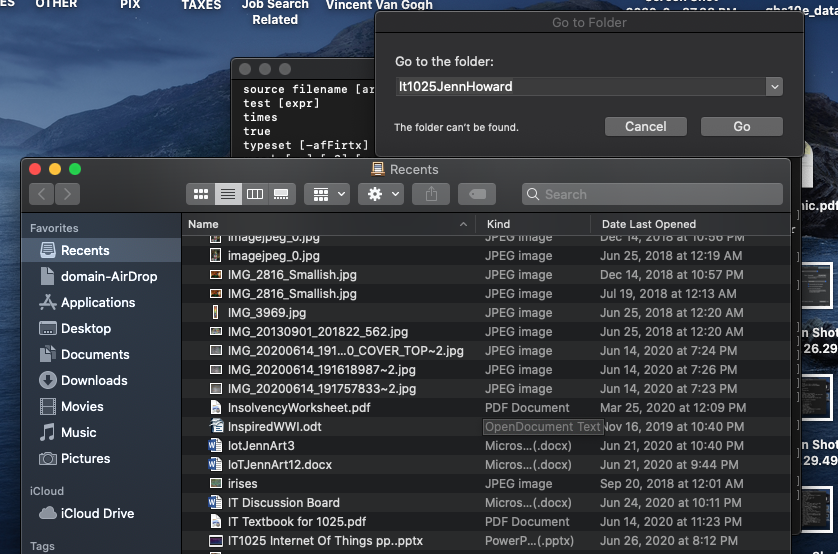 OTHER
PIX
TAXES
Job Search
Related
Vincent Van Gogh
Go to Folder
Go to the folder:
It1025JennHoward
The folder can't be found.
Cancel
Go
source filename [ar
test [expr]
times
true
typeset [-afFirtx]
Recents
Search
Favorites
Recents
domain-AirDrop
Applications
Desktop
Documents
Downloads
Movies
Music
Pictures
iCloud
iCloud Drive
Tags
Name Kind Date Last Opened
imagejpeg_0.jpg JPEG image Dec 14, 2018 at 10:56 PM
imagejpeg_0.jpg JPEG image Jun 25, 2018 at 12:19 AM
IMG_2816_Smallish.jpg JPEG image Dec 14, 2018 at 10:57 PM
IMG_2816_Smallish.jpg JPEG image Jul 19, 2018 at 12:13 AM
IMG_3969.jpg JPEG image Jun 25, 2018 at 12:20 AM
IMG_20130901_201822_562.jpg JPEG image Jun 25, 2018 at 12:20 AM
IMG_20200614_191...0_COVER_TOP~2.jpg JPEG image Jun 14, 2020 at 7:24 PM
IMG_20200614_191618987~2.jpg JPEG image Jun 14, 2020 at 7:26 PM
IMG_20200614_191757833~2.jpg JPEG image Jun 14, 2020 at 7:23 PM
InsolvencyWorksheet.pdf PDF Document Mar 25, 2020 at 12:09 PM
InspiredWWI.odt OpenDocument Text Nov 16, 2019 at 10:40 PM
IotJennArt3 Micros...(.docx) Jun 21, 2020 at 10:40 PM
IoTJennArt12.docx Micros...(.docx) Jun 21, 2020 at 9:44 PM
irises JPEG image Sep 20, 2018 at 12:01 AM
IT Discussion Board Micros...(.docx) Jun 24, 2020 at 10:11 PM
IT Textbook for 1025.pdf PDF Document Jun 14, 2020 at 11:23 PM
IT1025 Internet Of Things pp..pptx PowerP...(.pptx) Jun 26, 2020 at 8:12 PM
nic.pdf
n Shot
26.29
n Shot
29.49